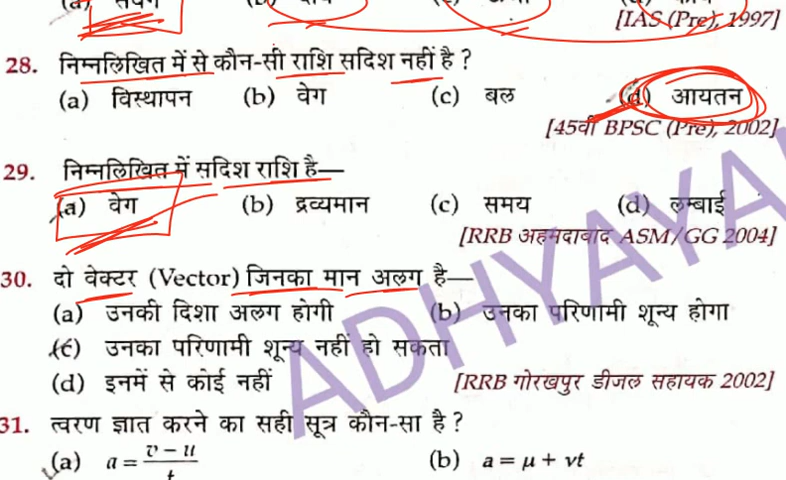 [IAS (Pre), 1997]
28. निम्नलिखित में से कौन-सी राशि सदिश नहीं है ?
(a) विस्थापन (b) वेग (c) बल (d) आयतन
[45वीं BPSC (Pre), 2002]
29. निम्नलिखित में सदिश राशि है—
(a) वेग (b) द्रव्यमान (c) समय (d) लम्बाई
[RRB अहमदाबाद ASM/GG 2004]
30. दो वेक्टर (Vector) जिनका मान अलग है—
(a) उनकी दिशा अलग होगी (b) उनका परिणामी शून्य होगा
(c) उनका परिणामी शून्य नहीं हो सकता
(d) इनमें से कोई नहीं [RRB गोरखपुर डीजल सहायक 2002]
31. त्वरण ज्ञात करने का सही सूत्र कौन-सा है ?
(a) a = v – u / t (b) a = μ + vt